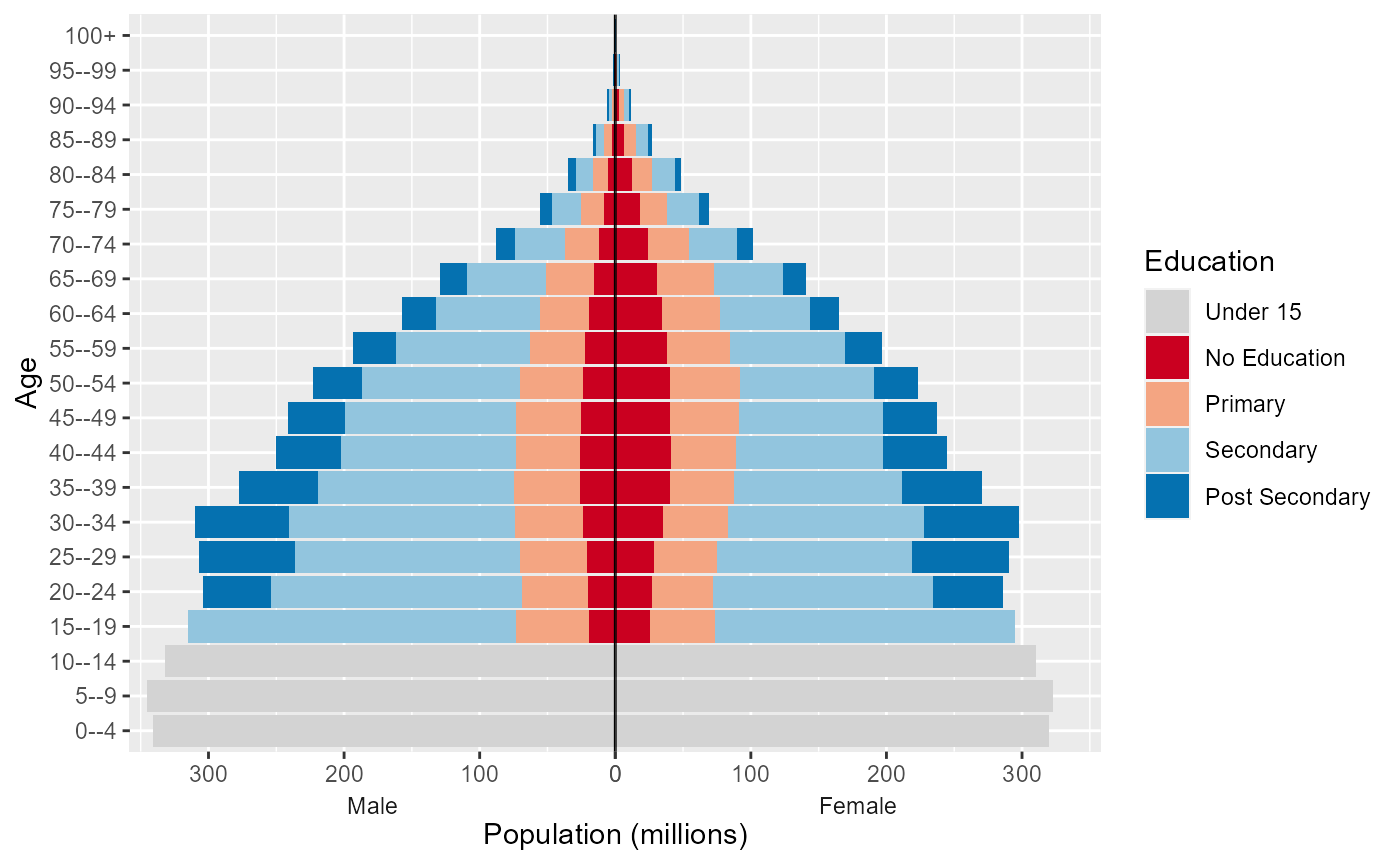 100+
95--99
90--94
85--89
80--84
75--79
70--74
65--69
60--64
55--59
50--54
45--49
40--44
35--39
30--34
25--29
20--24
15--19
10--14
5--9
0--4
Age
300 200 100 0 100 200 300
Male Female
Population (millions)
Education
Under 15
No Education
Primary
Secondary
Post Secondary